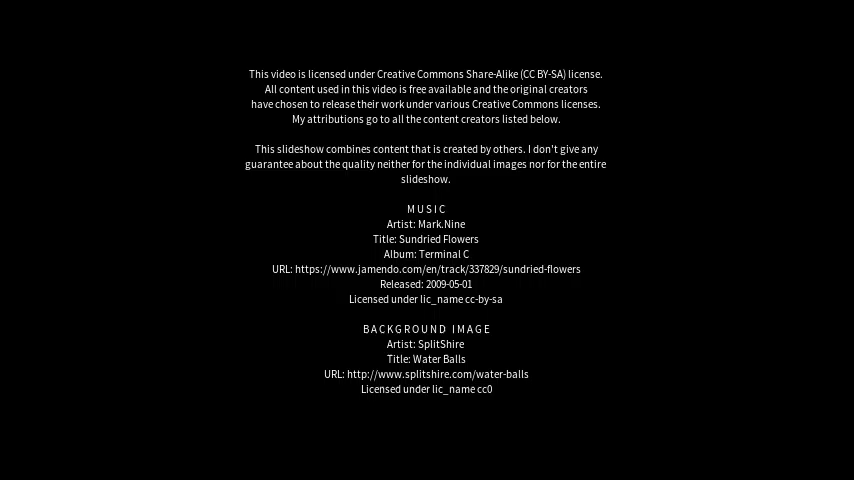 This video is licensed under Creative Commons Share-Alike (CC BY-SA) license.
All content used in this video is free available and the original creators
have chosen to release their work under various Creative Commons licenses.
My attributions go to all the content creators listed below.
This slideshow combines content that is created by others. I don't give any
guarantee about the quality neither for the individual images nor for the entire
slideshow.
MUSIC
Artist: Mark.Nine
Title: Sundried Flowers
Album: Terminal C
URL: https://www.jamendo.com/en/track/337829/sundried-flowers
Released: 2009-05-01
Licensed under lic_name cc-by-sa
BACKGROUND IMAGE
Artist: SplitShire
Title: Water Balls
URL: http://www.splitshire.com/water-balls
Licensed under lic_name cc0